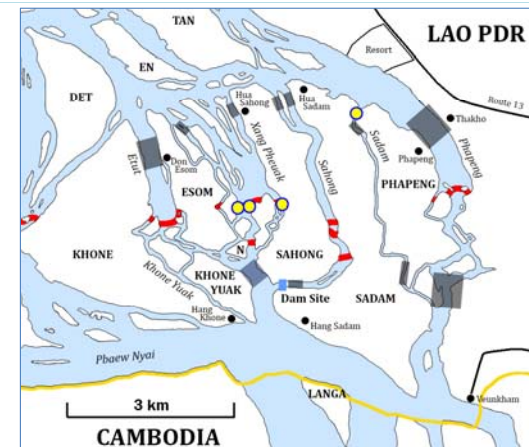 TAN
LAO PDR
EN
Resort
DET
Hua
Sahong
Hua
Sadam
Route 13
Thakho
Etut
Don
Esom
Xang Pheuak
Sahong
Sadam
Phapeng
Phapeng
ESOM
PHAPENG
KHONE
N
SAHONG
KHONE
YUAK
Khone Yuak
Dam Site
SADAM
Hang
Khone
Hang Sadam
Pbaew Nyai
LANGA
Veunkham
3 km
CAMBODIA